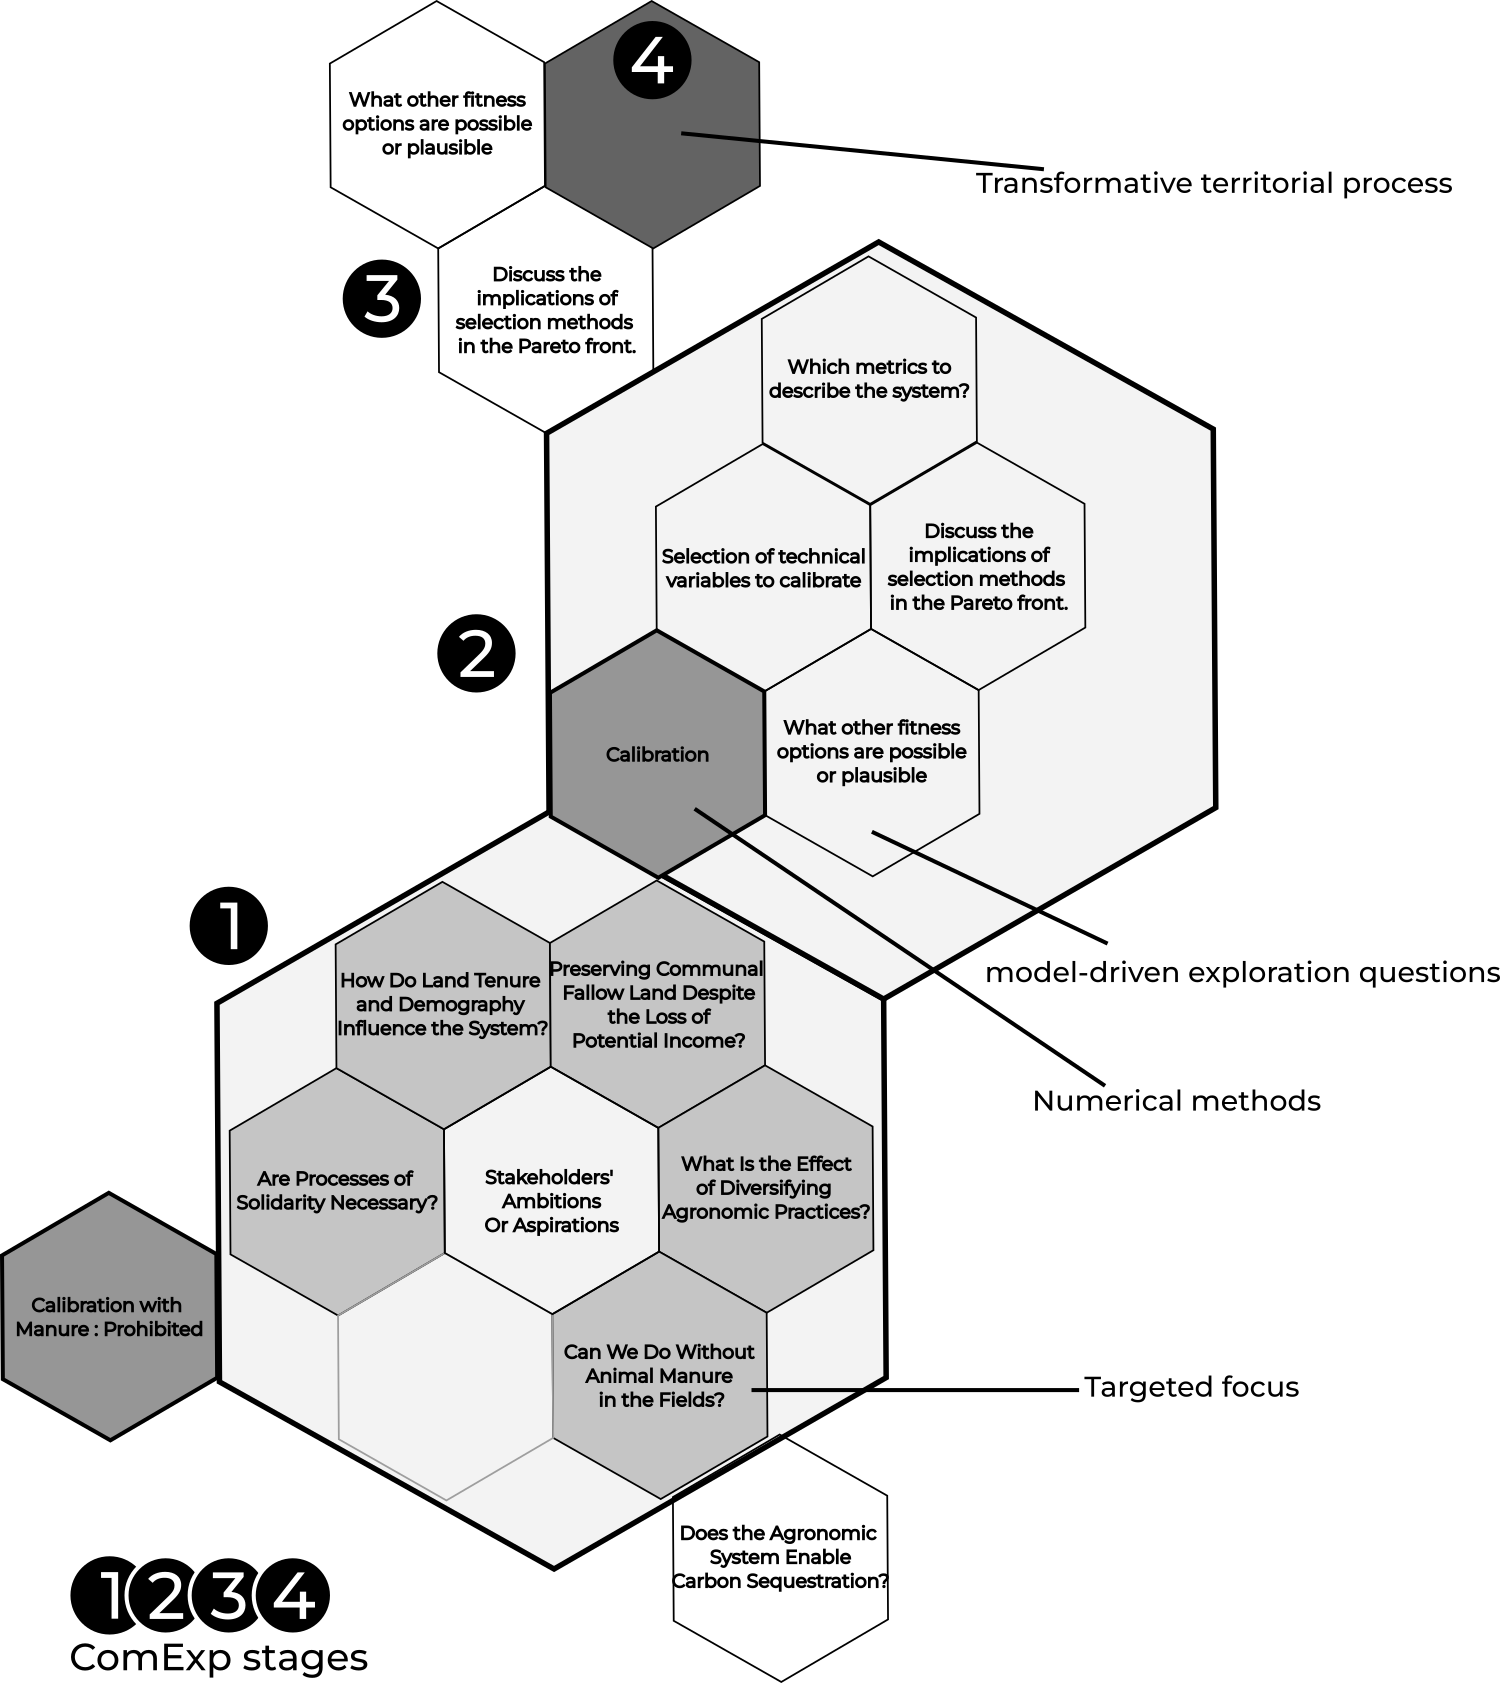 4
What other fitness
options are possible
or plausible
Transformative territorial process
3
Discuss the
implications of
selection methods
in the Pareto front.
Which metrics to
describe the system?
Selection of technical
variables to calibrate
Discuss the
implications of
selection methods
in the Pareto front.
2
Calibration
What other fitness
options are possible
or plausible
1
model-driven exploration questions
How Do Land Tenure
and Demography
Influence the System?
Preserving Communal
Fallow Land Despite
the Loss of
Potential Income?
Numerical methods
Are Processes of
Solidarity Necessary?
Stakeholders'
Ambitions
Or Aspirations
What Is the Effect
of Diversifying
Agronomic Practices?
Calibration with
Manure : Prohibited
Can We Do Without
Animal Manure
in the Fields?
Targeted focus
Does the Agronomic
System Enable
Carbon Sequestration?
1 2 3 4
ComExp stages